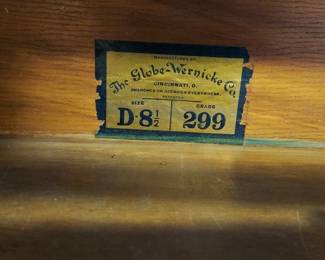 MANUFACTURED BY
The Globe-Wernicke Co.
CINCINNATI, O.
BRANCHES OR AGENCIES EVERYWHERE.
SIZE GRADE
D-8½ 299